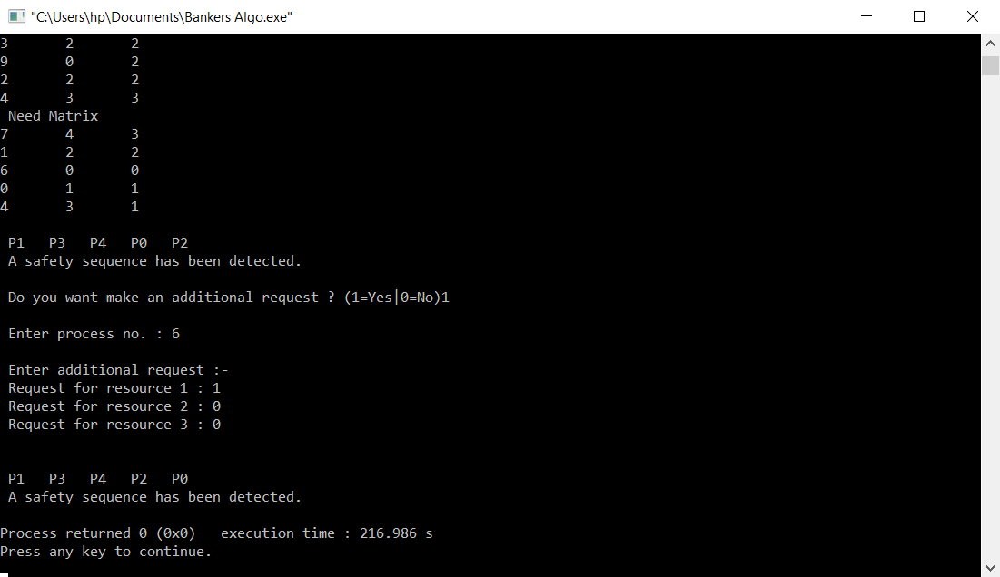 "C:\Users\hp\Documents\Bankers Algo.exe"
3 2 2
9 0 2
2 2 2
4 3 3
Need Matrix
7 4 3
1 2 2
6 0 0
0 1 1
4 3 1
P1 P3 P4 P0 P2
A safety sequence has been detected.
Do you want make an additional request ? (1=Yes|0=No)1
Enter process no. : 6
Enter additional request :-
Request for resource 1 : 1
Request for resource 2 : 0
Request for resource 3 : 0
P1 P3 P4 P2 P0
A safety sequence has been detected.
Process returned 0 (0x0) execution time : 216.986 s
Press any key to continue.